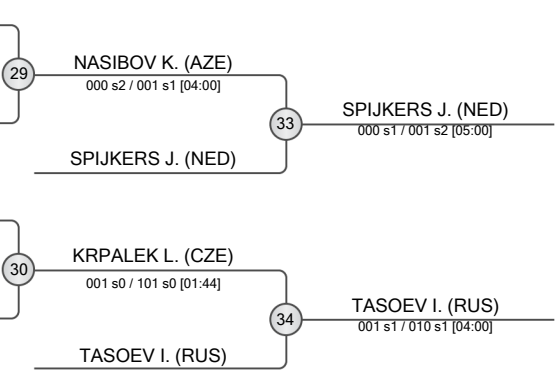 29
NASIBOV K. (AZE)
000 s2 / 001 s1 [04:00]
33
SPIJKERS J. (NED)
000 s1 / 001 s2 [05:00]
SPIJKERS J. (NED)
30
KRPALEK L. (CZE)
001 s0 / 101 s0 [01:44]
34
TASOEV I. (RUS)
001 s1 / 010 s1 [04:00]
TASOEV I. (RUS)